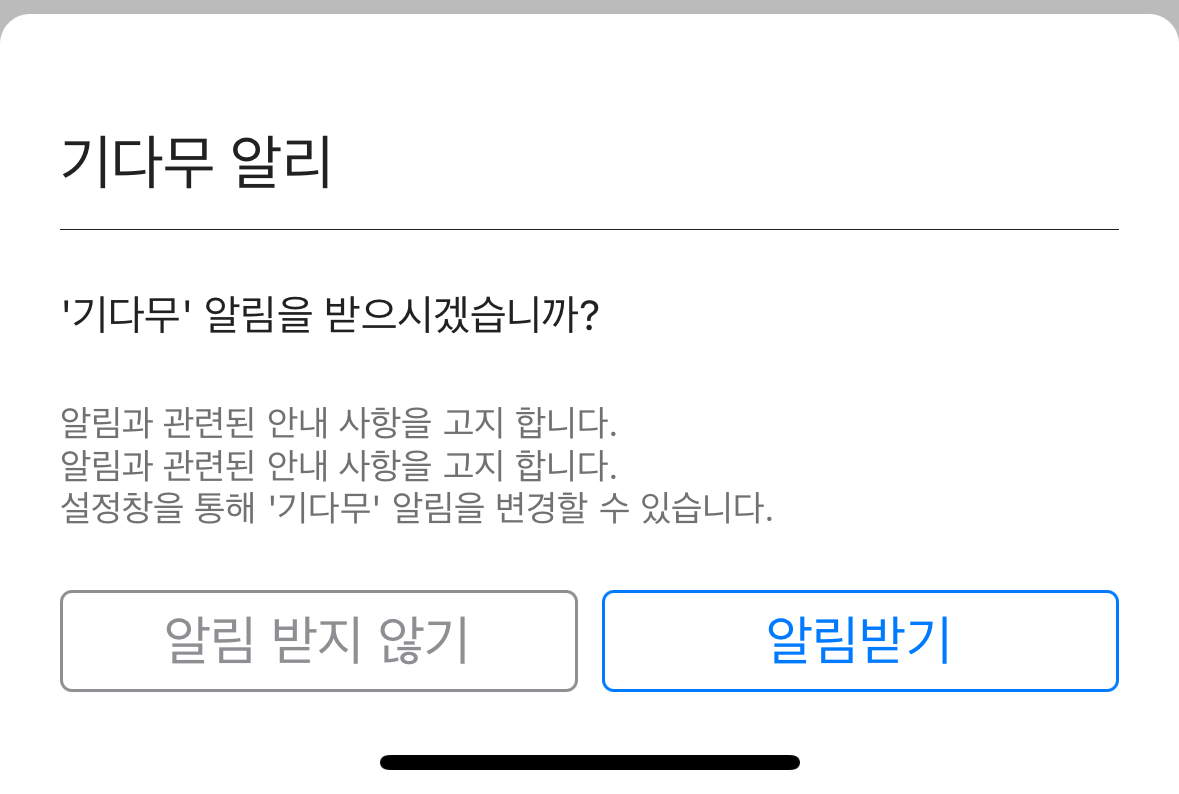 기다무 알리
'기다무' 알림을 받으시겠습니까?
알림과 관련된 안내 사항을 고지 합니다.
알림과 관련된 안내 사항을 고지 합니다.
설정창을 통해 '기다무' 알림을 변경할 수 있습니다.
알림 받지 않기
알림받기